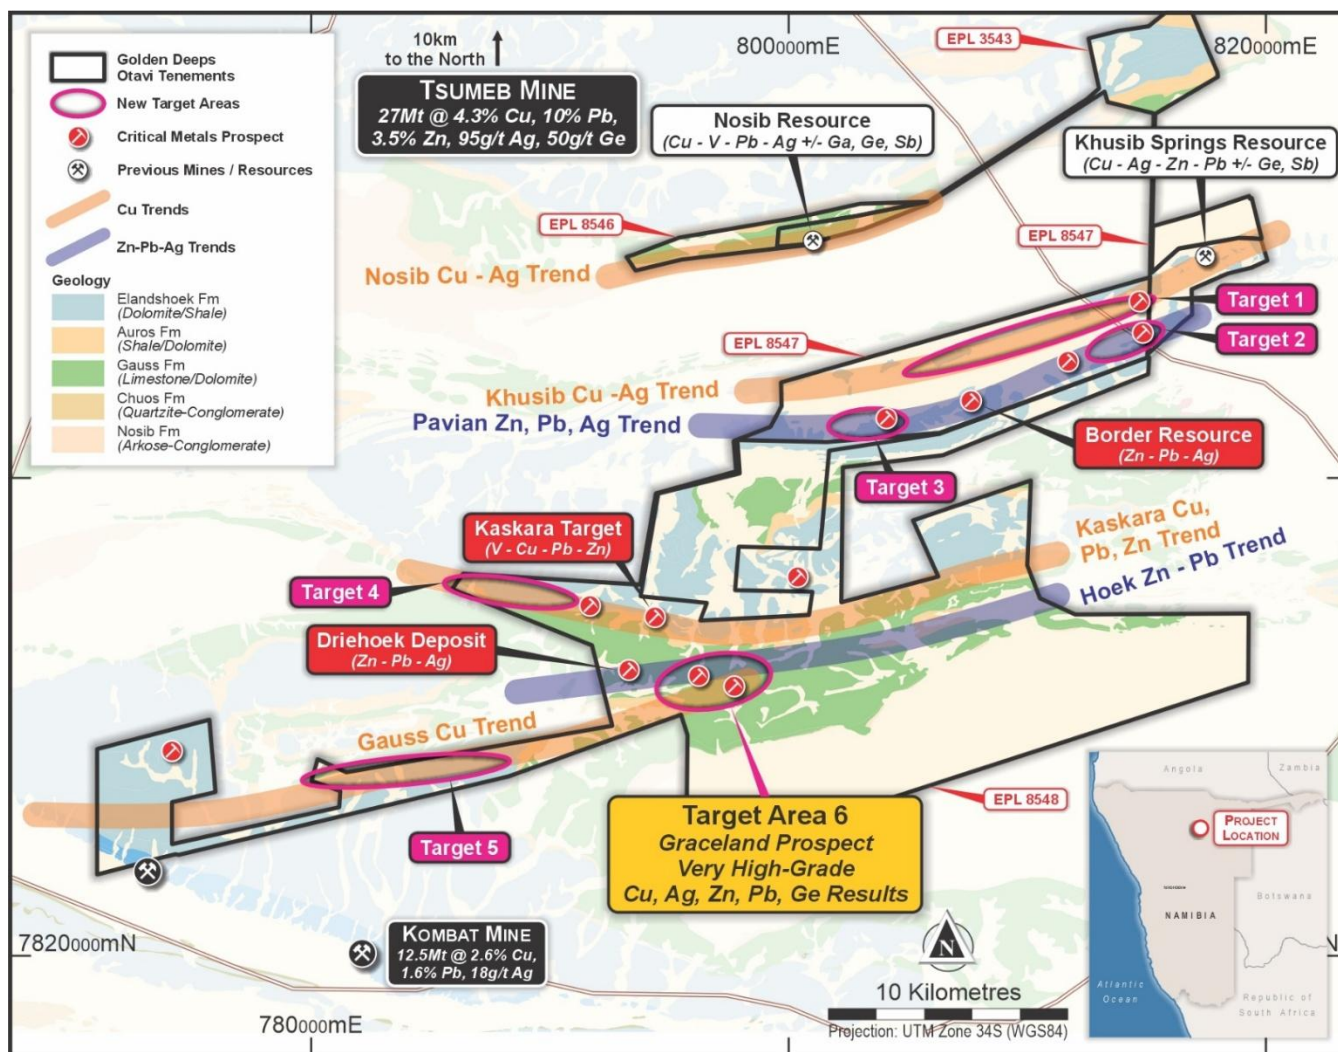 Golden Deeps
Otavi Tenements
New Target Areas
Critical Metals Prospect
Previous Mines / Resources
Cu Trends
Zn-Pb-Ag Trends
Geology
Elandshoek Fm
(Dolomite/Shale)
Auros Fm
(Shale/Dolomite)
Gauss Fm
(Limestone/Dolomite)
Chuos Fm
(Quartzite-Conglomerate)
Nosib Fm
(Arkose-Conglomerate)
10km
to the North
TSUMEB MINE
27Mt @ 4.3% Cu, 10% Pb,
3.5% Zn, 95g/t Ag, 50g/t Ge
800000mE
820000mE
EPL 3543
Nosib Resource
(Cu - V - Pb - Ag +/- Ga, Ge, Sb)
Khusib Springs Resource
(Cu - Ag - Zn - Pb +/- Ge, Sb)
EPL 8546
EPL 8547
Nosib Cu - Ag Trend
Target 1
Target 2
EPL 8547
Khusib Cu -Ag Trend
Pavian Zn, Pb, Ag Trend
Border Resource
(Zn - Pb - Ag)
Target 3
Kaskara Target
(V - Cu - Pb - Zn)
Kaskara Cu,
Pb, Zn Trend
Hoek Zn - Pb Trend
Target 4
Driehoek Deposit
(Zn - Pb - Ag)
Gauss Cu Trend
Target 5
Target Area 6
Graceland Prospect
Very High-Grade
Cu, Ag, Zn, Pb, Ge Results
EPL 8548
Angola
Zambia
PROJECT
LOCATION
NAMIBIA
Botswana
Atlantic
Ocean
Republic of
South Africa
7820000mN
N
KOMBAT MINE
12.5Mt @ 2.6% Cu,
1.6% Pb, 18g/t Ag
N
10 Kilometres
Projection: UTM Zone 34S (WGS84)
780000mE